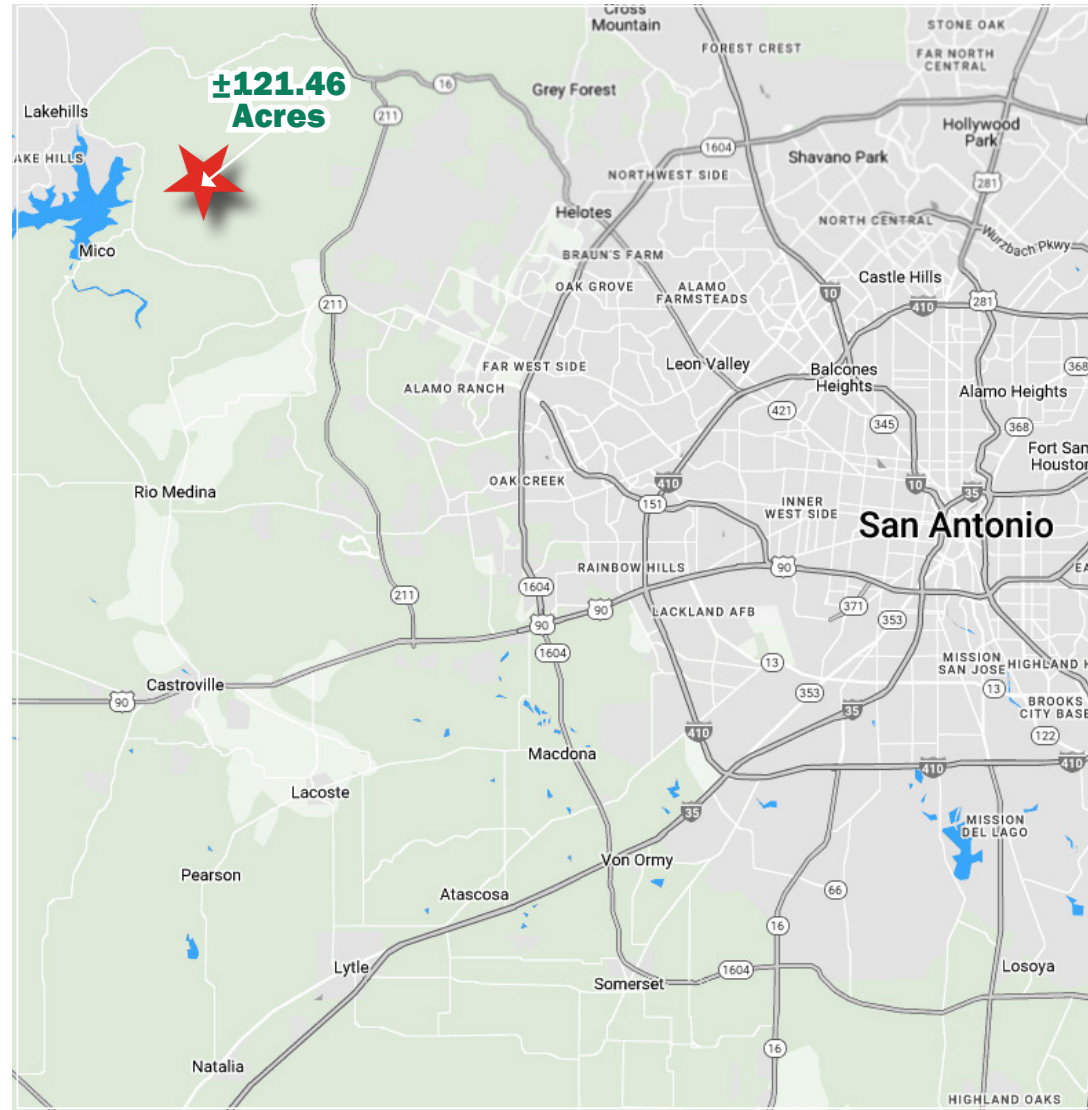 Cross
Mountain
STONE OAK
FOREST CREST
FAR NORTH
CENTRAL
±121.46
Acres
16
Grey Forest
Lakehills
211
Hollywood
Park
1604
Shavano Park
AKE HILLS
NORTHWEST SIDE
281
Helotes
NORTH CENTRAL
Wurzbach Pkwy
Mico
BRAUN'S FARM
Castle Hills
OAK GROVE
ALAMO
FARMSTEADS
10
410
281
211
FAR WEST SIDE
Leon Valley
Balcones
Heights
368
ALAMO RANCH
Alamo Heights
421
345
368
Fort San
Houston
OAK CREEK
410
10
35
Rio Medina
151
INNER
WEST SIDE
San Antonio
RAINBOW HILLS
90
EA
1604
211
90
LACKLAND AFB
371
353
90
1604
13
MISSION
SAN JOSE
HIGHLAND H
Castroville
353
13
90
35
BROOKS
CITY BASE
410
122
Macdona
410
410
Lacoste
35
MISSION
DEL LAGO
Von Ormy
Pearson
66
Atascosa
16
Lytle
1604
Losoya
Somerset
16
Natalia
HIGHLAND OAKS